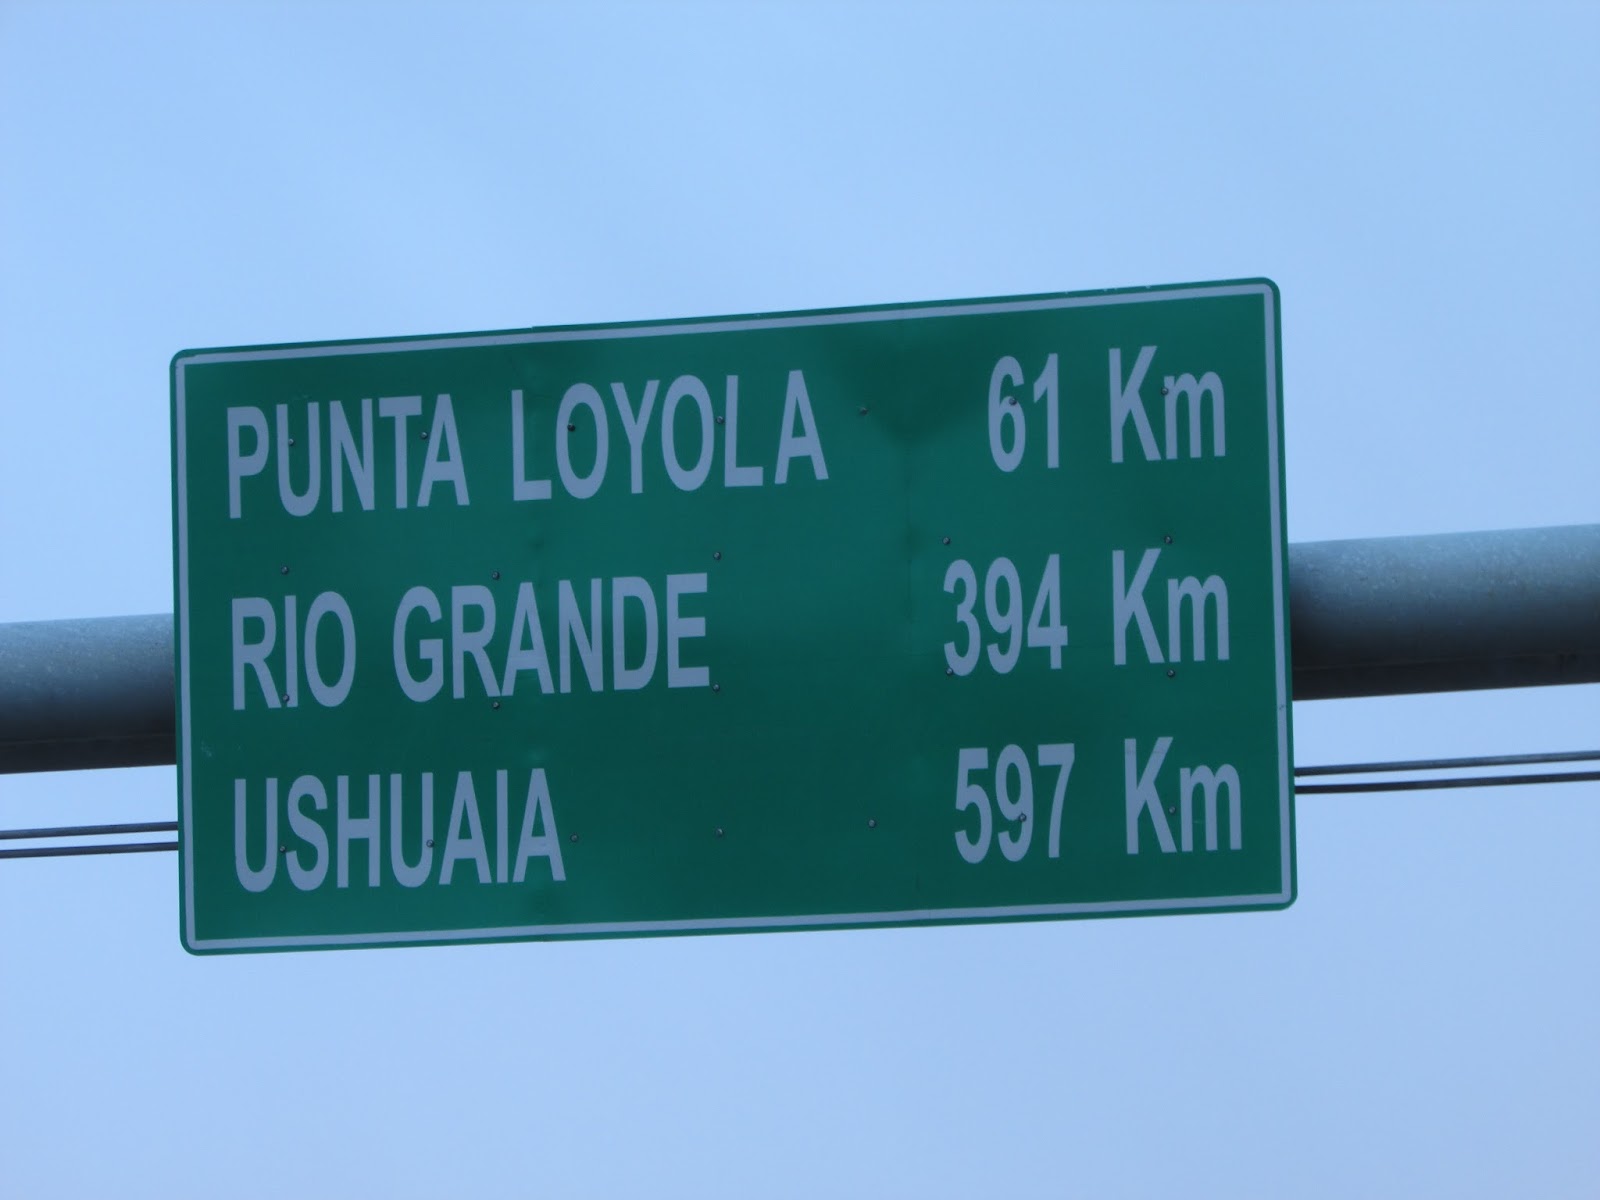 PUNTA LOYOLA 61 Km
RIO GRANDE 394 Km
USHUAIA 597 Km